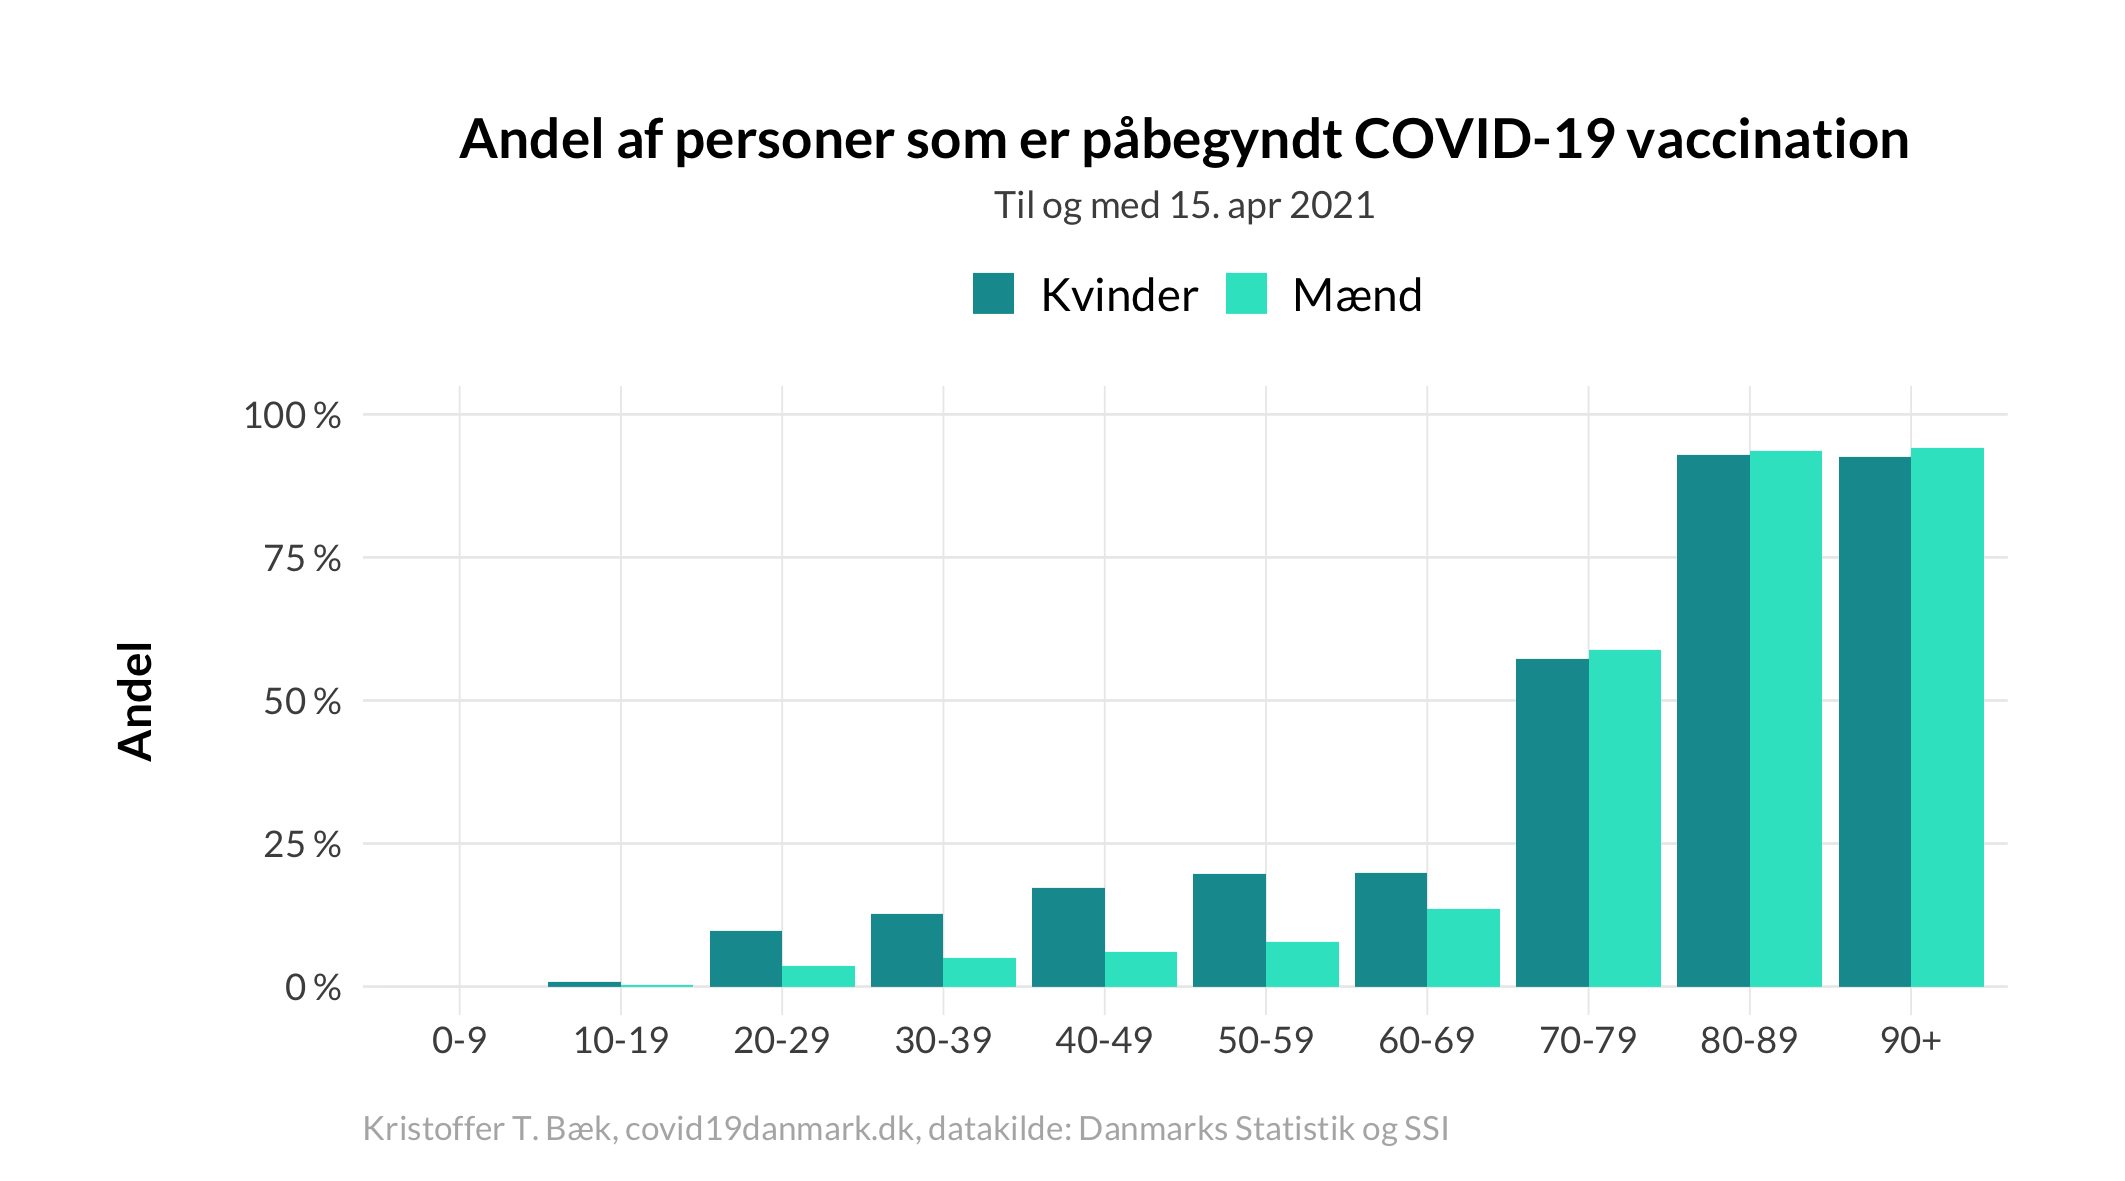 Andel af personer som er påbegyndt COVID-19 vaccination
Til og med 15. apr 2021
Kvinder Mænd
Andel
100 %
75 %
50 %
25 %
0 %
0-9 10-19 20-29 30-39 40-49 50-59 60-69 70-79 80-89 90+
Kristoffer T. Bæk, covid19danmark.dk, datakilde: Danmarks Statistik og SSI